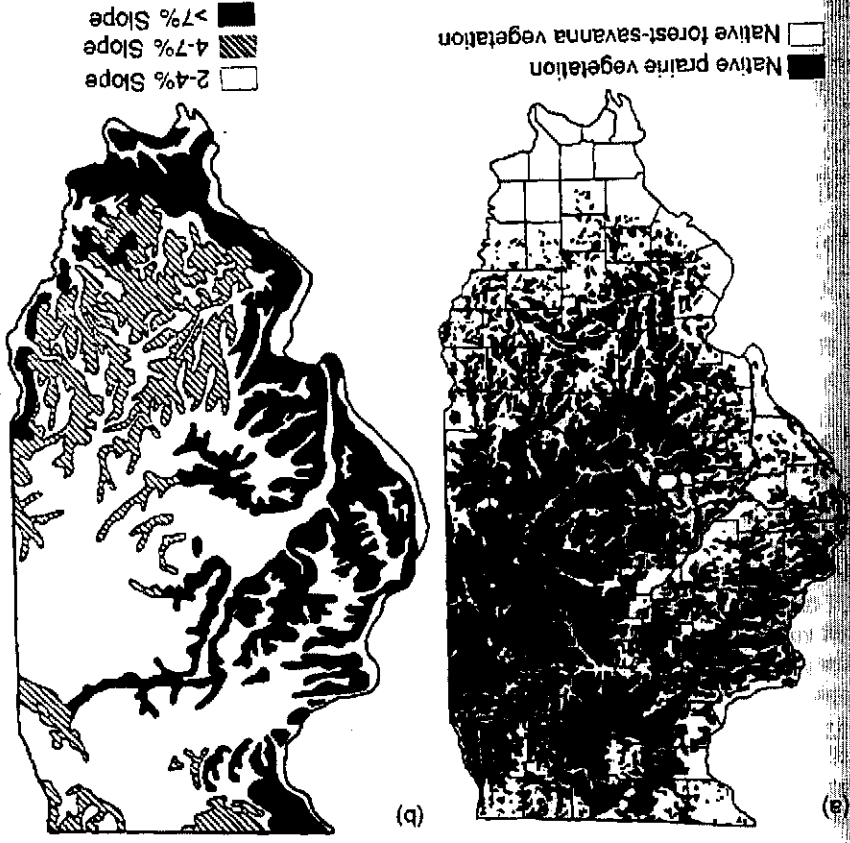 (a)
Native prairie vegetation
Native forest-savanna vegetation
(b)
2-4% Slope
4-7% Slope
>7% Slope